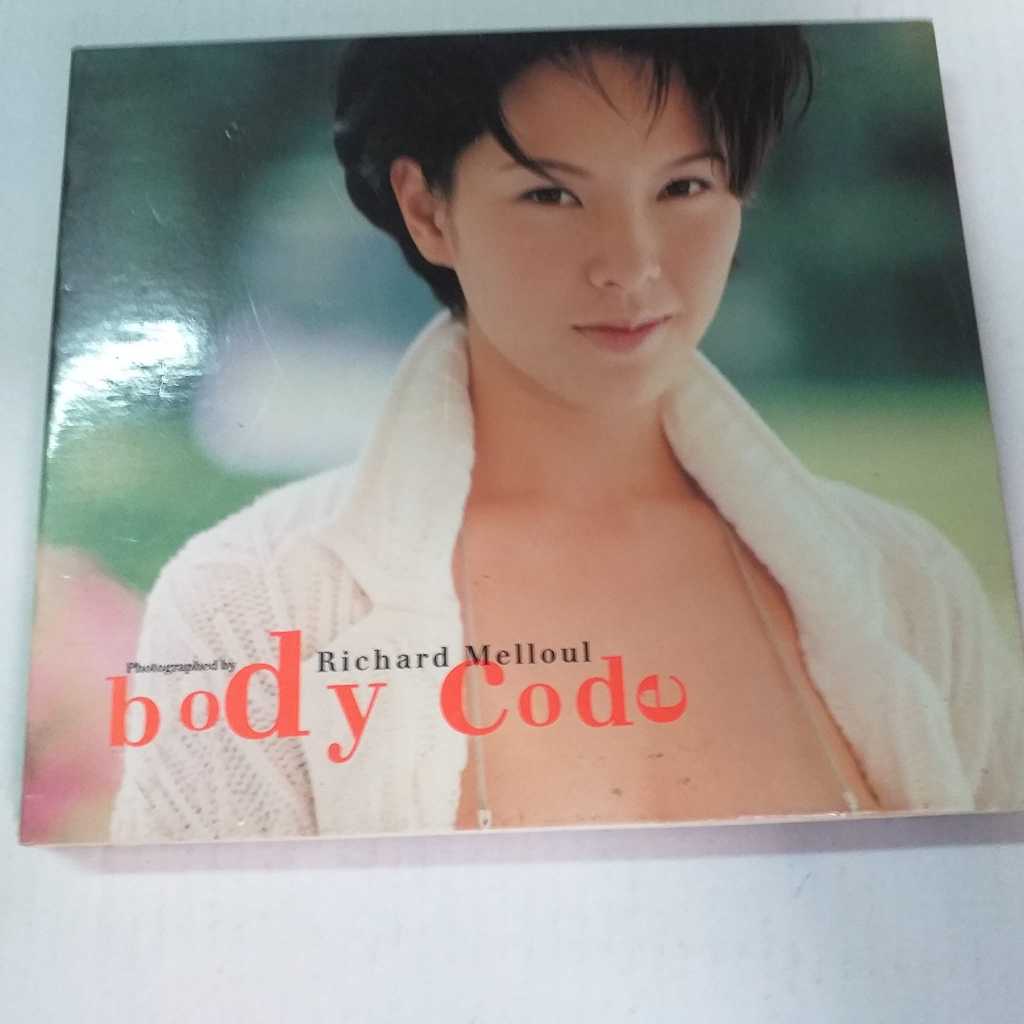 Photographed by
Richard Melloul
body Code